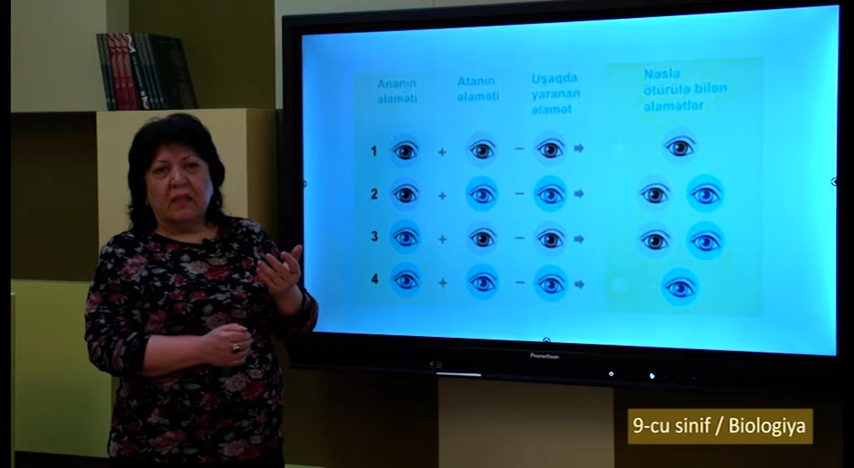 Ananın
əlaməti
Atanın
əlaməti
Uşaqda
yaranan
əlamət
Nəslə
ötürülə bilən
əlamətlər
1 + –
2 + –
3 + –
4 + –
Promethean
9-cu sinif / Biologiya